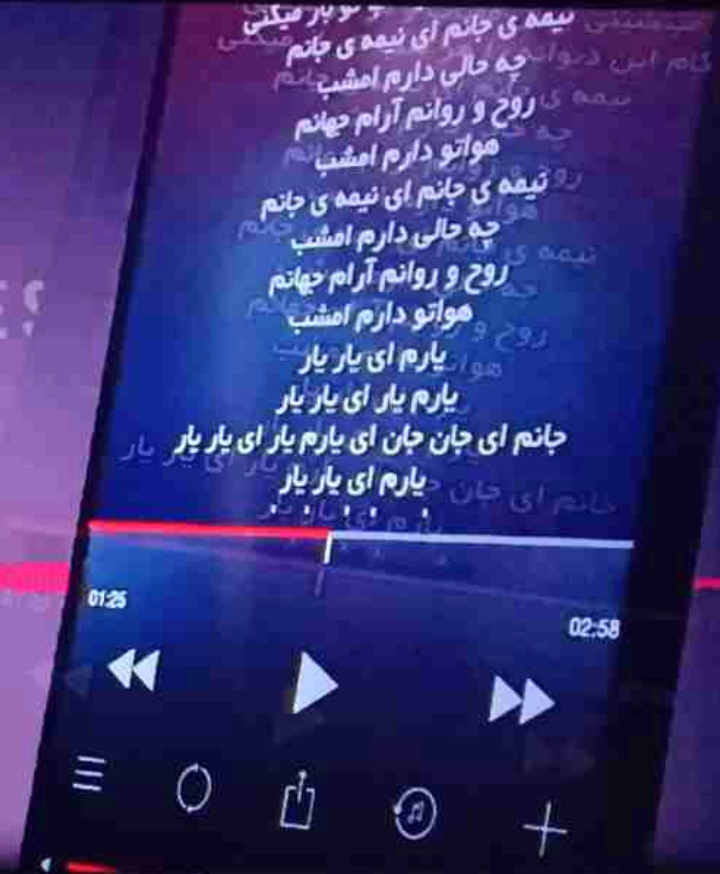 تو بار میکنی
نیمه ی جانم ای نیمه ی جانم
چه حالی دارم امشب
روح و روانم آرام جهانم
هواتو دارم امشب
نیمه ی جانم ای نیمه ی جانم
چه حالی دارم امشب
روح و روانم آرام جهانم
هواتو دارم امشب
یارم ای یار یار
یارم یار ای یار یار
جانم ای جان جان ای یارم یار ای یار یار
یارم ای یار یار
01:25
02:58